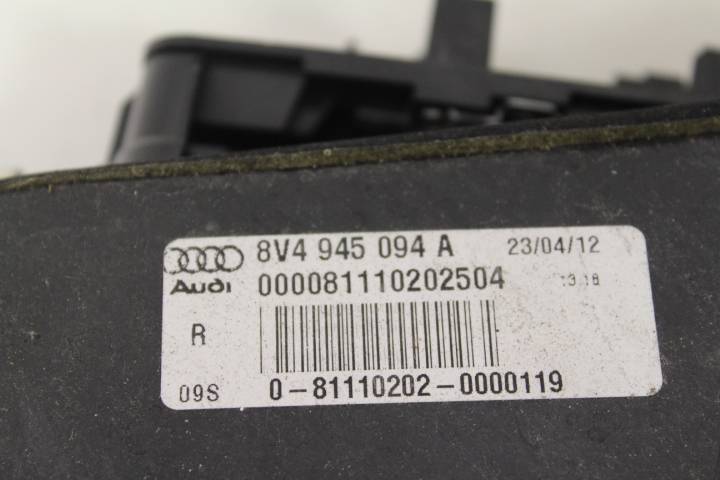 8V4 945 094 A 23/04/12
Audi 000081110202504 13:18
R
09S 0-81110202-0000119